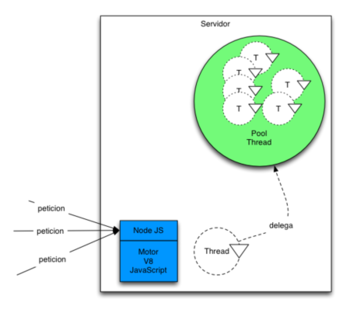 Servidor
T
T
T
T
T
T
Pool
Thread
peticion
peticion
peticion
Node JS
Motor
V8
JavaScript
Thread
delega